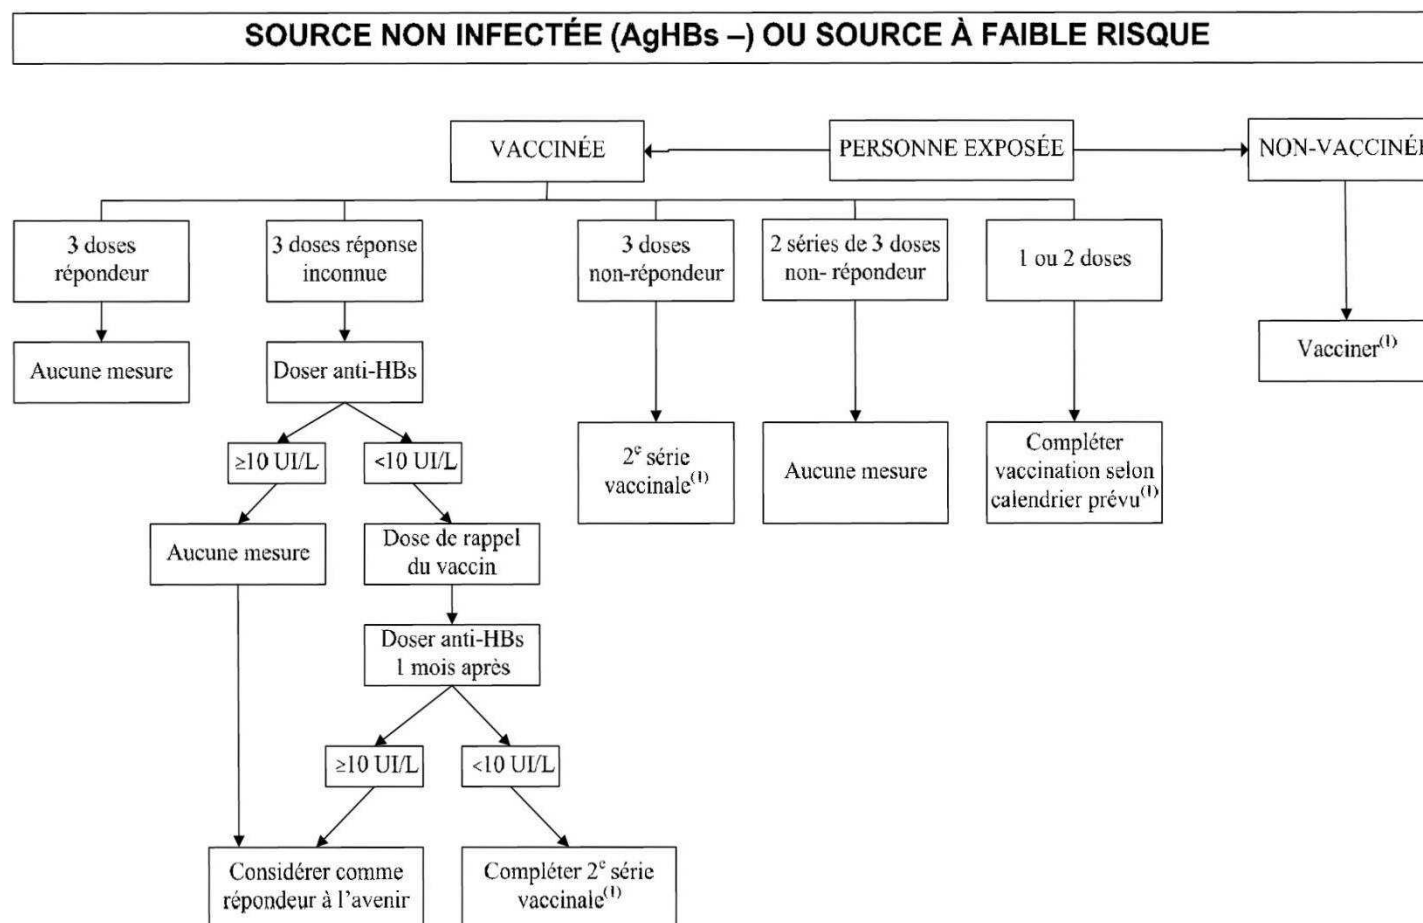 SOURCE NON INFECTÉE (AgHBs –) OU SOURCE À FAIBLE RISQUE
VACCINÉE
PERSONNE EXPOSÉE
NON-VACCINÉE
3 doses
répondeur
3 doses réponse
inconnue
3 doses
non-répondeur
2 séries de 3 doses
non- répondeur
1 ou 2 doses
Aucune mesure
Doser anti-HBs
Vacciner(1)
≥10 UI/L
<10 UI/L
2e série
vaccinale(1)
Aucune mesure
Compléter
vaccination selon
calendrier prévu(1)
Aucune mesure
Dose de rappel
du vaccin
Doser anti-HBs
1 mois après
≥10 UI/L
<10 UI/L
Considérer comme
répondeur à l'avenir
Compléter 2e série
vaccinale(1)